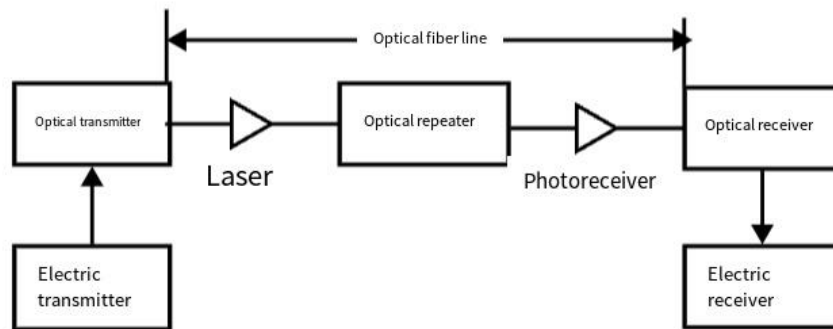 Optical fiber line
Optical transmitter
Optical repeater
Optical receiver
Laser
Photoreceiver
Electric
transmitter
Electric
receiver